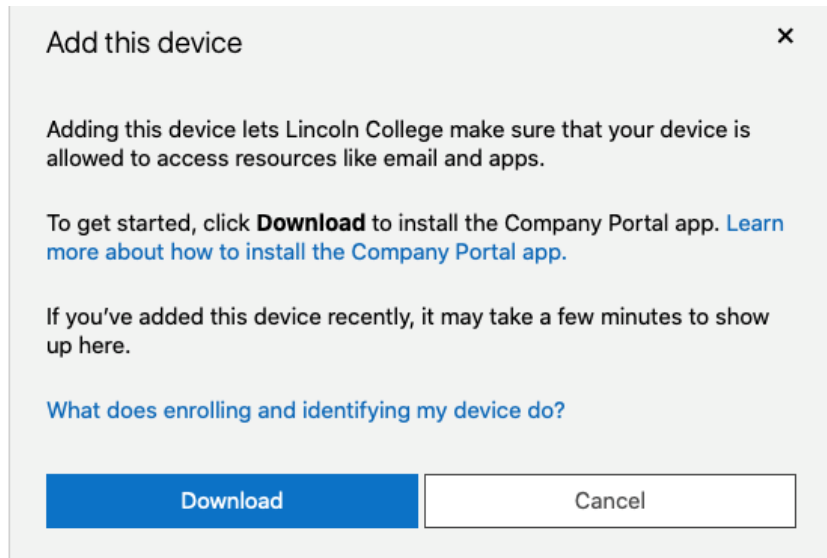 Add this device
Adding this device lets Lincoln College make sure that your device is
allowed to access resources like email and apps.
To get started, click Download to install the Company Portal app. Learn
more about how to install the Company Portal app.
If you’ve added this device recently, it may take a few minutes to show
up here.
What does enrolling and identifying my device do?
Download
Cancel